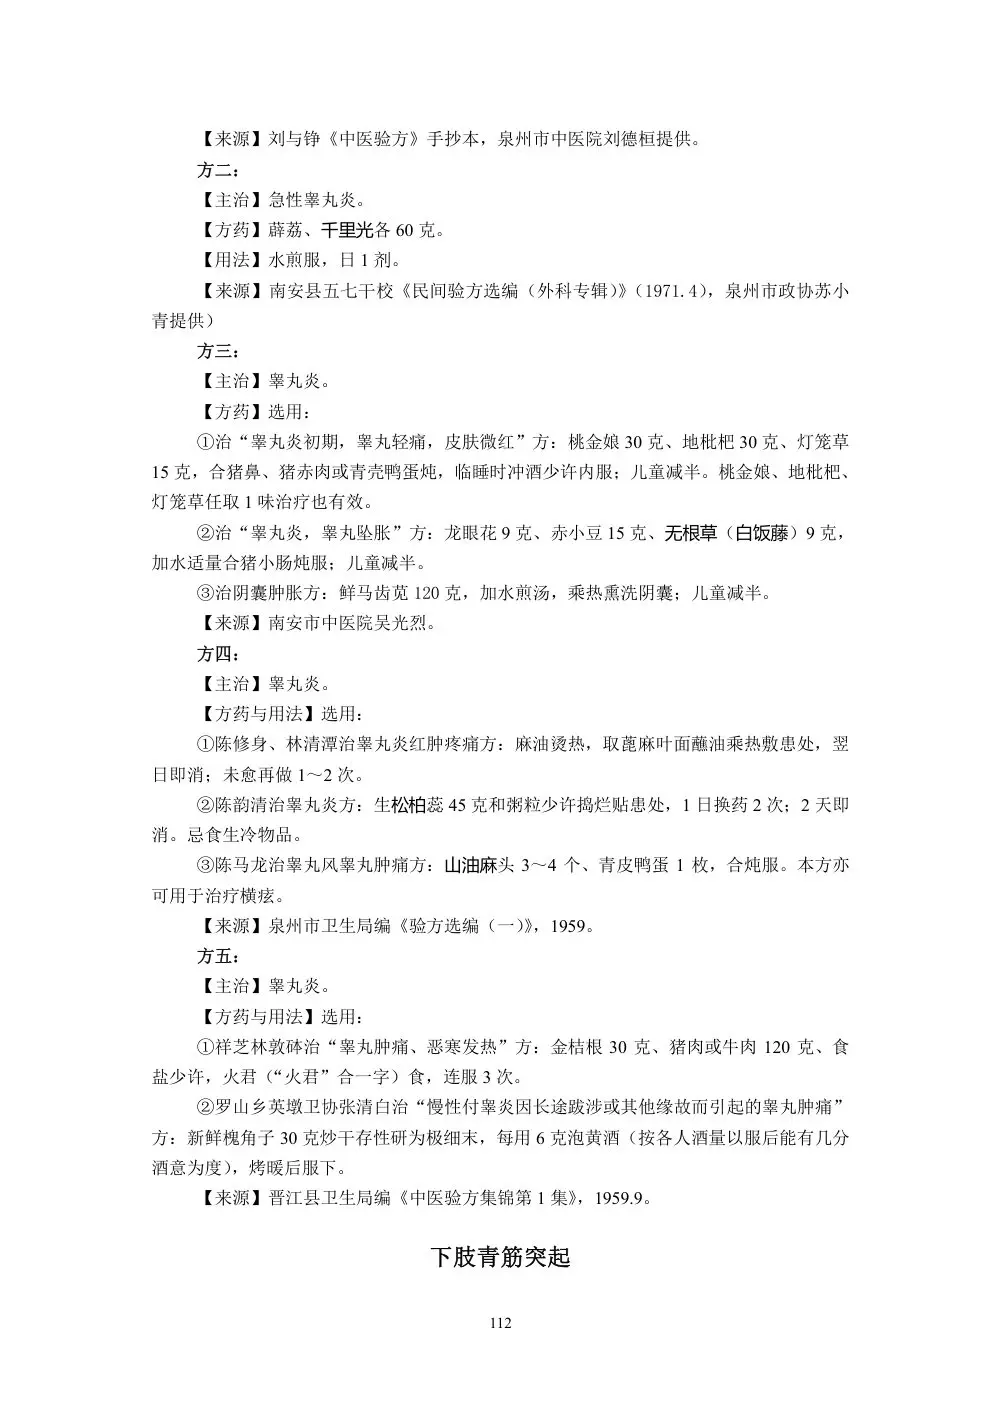 【来源】刘与铮《中医验方》手抄本，泉州市中医院刘德桓提供。
方二：
【主治】急性睾丸炎。
【方药】薜荔、千里光各 60 克。
【用法】水煎服，日 1 剂。
【来源】南安县五七干校《民间验方选编（外科专辑）》（1971.4），泉州市政协苏小
青提供）
方三：
【主治】睾丸炎。
【方药】选用：
①治“睾丸炎初期，睾丸轻痛，皮肤微红”方：桃金娘 30 克、地枇杷 30 克、灯笼草
15 克，合猪鼻、猪赤肉或青壳鸭蛋炖，临睡时冲酒少许内服；儿童减半。桃金娘、地枇杷、
灯笼草任取 1 味治疗也有效。
②治“睾丸炎，睾丸坠胀”方：龙眼花 9 克、赤小豆 15 克、无根草（白饭藤）9 克，
加水适量合猪小肠炖服；儿童减半。
③治阴囊肿胀方：鲜马齿苋 120 克，加水煎汤，乘热熏洗阴囊；儿童减半。
【来源】南安市中医院吴光烈。
方四：
【主治】睾丸炎。
【方药与用法】选用：
①陈修身、林清潭治睾丸炎红肿疼痛方：麻油烫热，取蓖麻叶面蘸油乘热敷患处，翌
日即消；未愈再做 1～2 次。
②陈韵清治睾丸炎方：生松柏蕊 45 克和粥粒少许捣烂贴患处，1 日换药 2 次；2 天即
消。忌食生冷物品。
③陈马龙治睾丸风睾丸肿痛方：山油麻头 3～4 个、青皮鸭蛋 1 枚，合炖服。本方亦
可用于治疗横痃。
【来源】泉州市卫生局编《验方选编（一）》，1959。
方五：
【主治】睾丸炎。
【方药与用法】选用：
①祥芝林敦砵治“睾丸肿痛、恶寒发热”方：金桔根 30 克、猪肉或牛肉 120 克、食
盐少许，火君（“火君”合一字）食，连服 3 次。
②罗山乡英墩卫协张清白治“慢性付睾炎因长途跋涉或其他缘故而引起的睾丸肿痛”
方：新鲜槐角子 30 克炒干存性研为极细末，每用 6 克泡黄酒（按各人酒量以服后能有几分
酒意为度），烤暖后服下。
【来源】晋江县卫生局编《中医验方集锦第 1 集》，1959.9。
下肢青筋突起
112